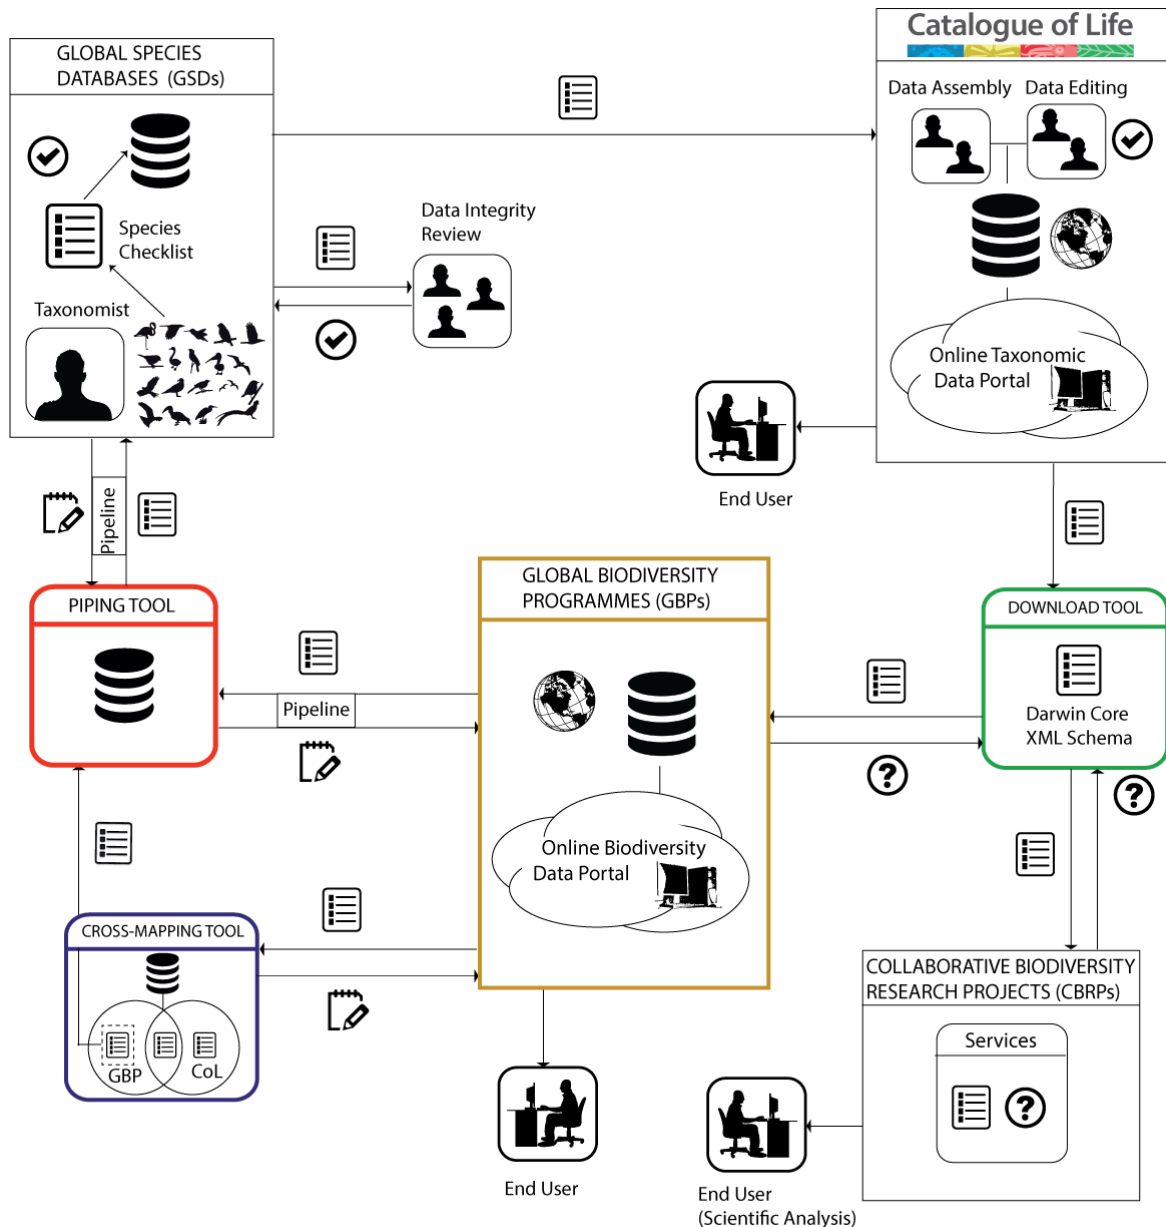 Catalogue of Life
GLOBAL SPECIES
DATABASES (GSDs)
Species
Checklist
Taxonomist
Data Integrity
Review
Data Assembly
Data Editing
Online Taxonomic
Data Portal
End User
Pipeline
PIPING TOOL
Pipeline
GLOBAL BIODIVERSITY
PROGRAMMES (GBPs)
Online Biodiversity
Data Portal
DOWNLOAD TOOL
Darwin Core
XML Schema
CROSS-MAPPING TOOL
GBP
CoL
COLLABORATIVE BIODIVERSITY
RESEARCH PROJECTS (CBRPs)
Services
?
?
?
End User
End User
(Scientific Analysis)